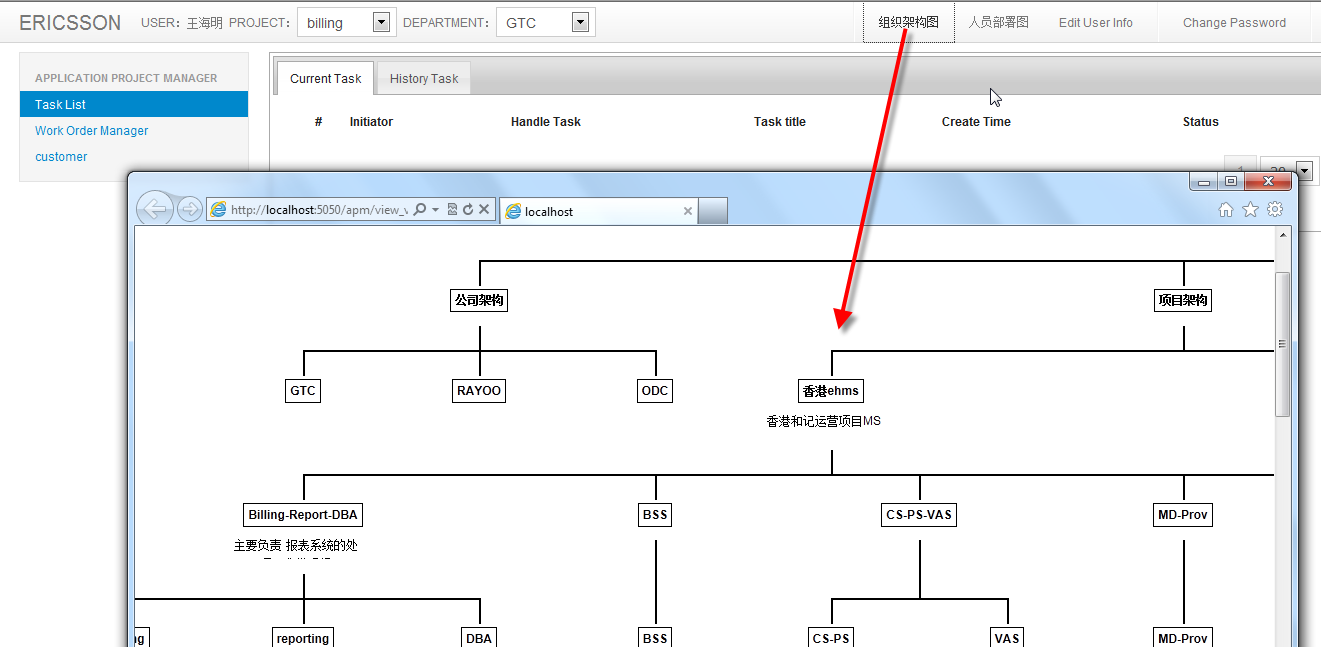 ERICSSON USER: 王海明 PROJECT: billing DEPARTMENT: GTC 组织架构图 人员部署图 Edit User Info Change Password
APPLICATION PROJECT MANAGER
Task List
Work Order Manager
customer
Current Task History Task
# Initiator Handle Task Task title Create Time Status
http://localhost:5050/apm/view_ localhost
公司架构 项目架构
GTC RAYOO ODC 香港ehms
香港和记运营项目MS
Billing-Report-DBA BSS CS-PS-VAS MD-Prov
主要负责 报表系统的处
reporting DBA BSS CS-PS VAS MD-Prov